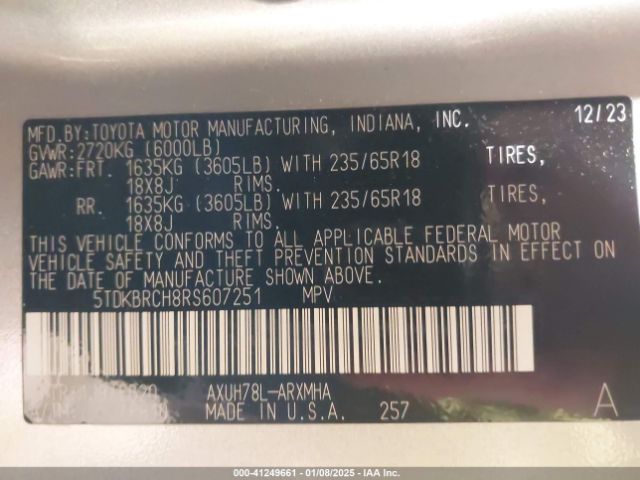 MFD.BY:TOYOTA MOTOR MANUFACTURING, INDIANA, INC. 12/23
GVWR:2720KG (6000LB)
GAWR:FRT. 1635KG (3605LB) WITH 235/65R18 TIRES,
18X8J RIMS.
RR. 1635KG (3605LB) WITH 235/65R18 TIRES,
18X8J RIMS.
THIS VEHICLE CONFORMS TO ALL APPLICABLE FEDERAL MOTOR
VEHICLE SAFETY AND THEFT PREVENTION STANDARDS IN EFFECT ON
THE DATE OF MANUFACTURE SHOWN ABOVE.
5TDKBRCH8RS607251 MPV
AXUH78L-ARXMHA
MADE IN U.S.A. 257 A
000-41249661 - 01/08/2025 - IAA Inc.